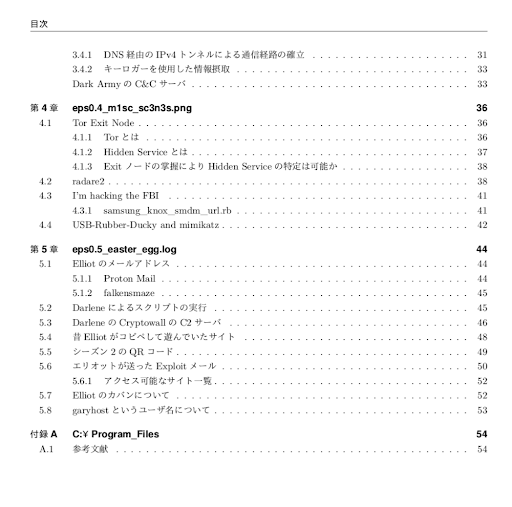 目次
3.4.1 DNS 経由の IPv4 トンネルによる通信経路の確立 . . . . . . . . . . . . . . . . 31
3.4.2 キーロガーを使用した情報摂取 . . . . . . . . . . . . . . . . 33
Dark Army の C&C サーバ . . . . . . . . . . . . . . . . 33
第 4 章 eps0.4_m1sc_sc3n3s.png 36
4.1 Tor Exit Node . . . . . . . . . . . . . . . . 36
4.1.1 Tor とは . . . . . . . . . . . . . . . . 36
4.1.2 Hidden Service とは . . . . . . . . . . . . . . . . 37
4.1.3 Exit ノードの掌握により Hidden Service の特定は可能か . . . . . . . . . . . . . . . . 38
4.2 radare2 . . . . . . . . . . . . . . . . 38
4.3 I'm hacking the FBI . . . . . . . . . . . . . . . . 41
4.3.1 samsung_knox_smdm_url.rb . . . . . . . . . . . . . . . . 41
4.4 USB-Rubber-Ducky and mimikatz . . . . . . . . . . . . . . . . 42
第 5 章 eps0.5_easter_egg.log 44
5.1 Elliot のメールアドレス . . . . . . . . . . . . . . . . 44
5.1.1 Proton Mail . . . . . . . . . . . . . . . . 44
5.1.2 falkensmaze . . . . . . . . . . . . . . . . 45
5.2 Darlene によるスクリプトの実行 . . . . . . . . . . . . . . . . 45
5.3 Darlene の Cryptowall の C2 サーバ . . . . . . . . . . . . . . . . 46
5.4 昔 Elliot がコピペして遊んでいたサイト . . . . . . . . . . . . . . . . 48
5.5 シーズン 2 の QR コード . . . . . . . . . . . . . . . . 49
5.6 エリオットが送った Exploit メール . . . . . . . . . . . . . . . . 50
5.6.1 アクセス可能なサイト一覧 . . . . . . . . . . . . . . . . 52
5.7 Elliot のカバンについて . . . . . . . . . . . . . . . . 52
5.8 garyhost というユーザ名について . . . . . . . . . . . . . . . . 53
付録 A C:¥ Program_Files 54
A.1 参考文献 . . . . . . . . . . . . . . . . 54